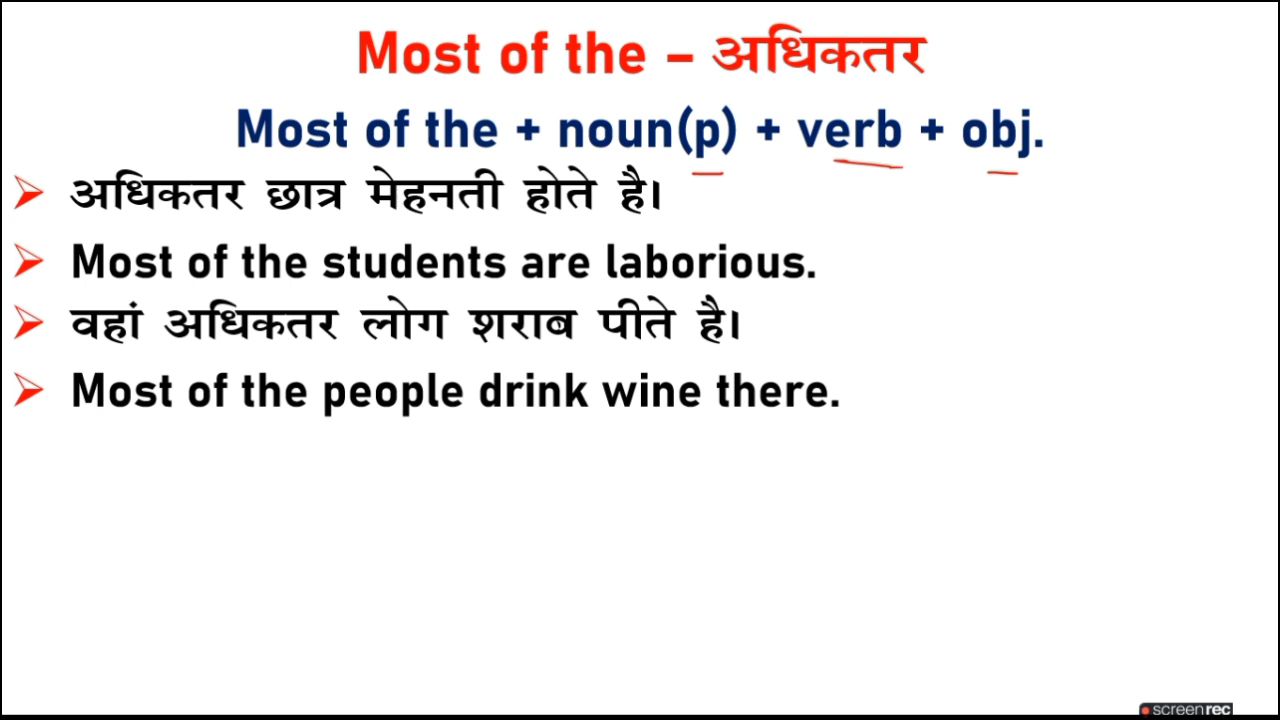 Most of the – अधिकतर
Most of the + noun(p) + verb + obj.
अधिकतर छात्र मेहनती होते है।
Most of the students are laborious.
वहां अधिकतर लोग शराब पीते है।
Most of the people drink wine there.
screenrec